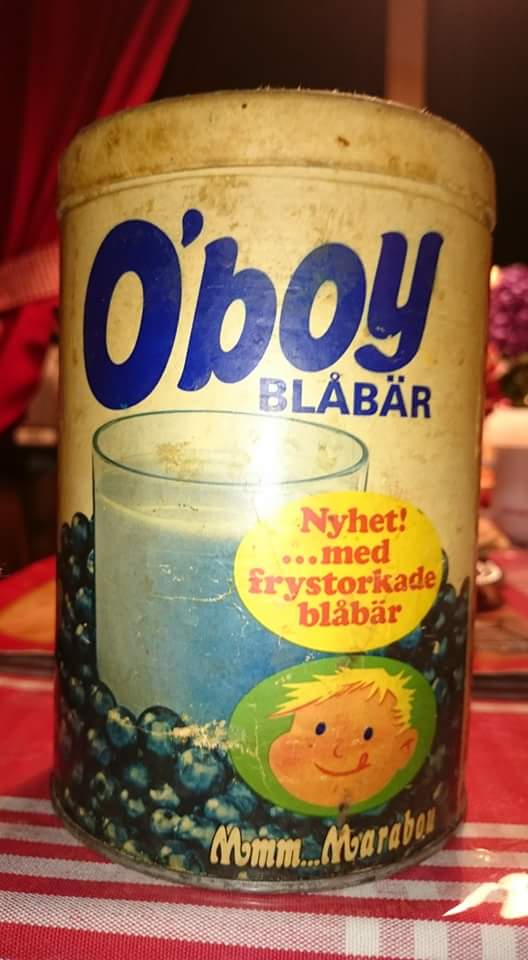 O'boy
BLÅBÄR
Nyhet!
...med
frystorkade
blåbär
Mmm...Marabou